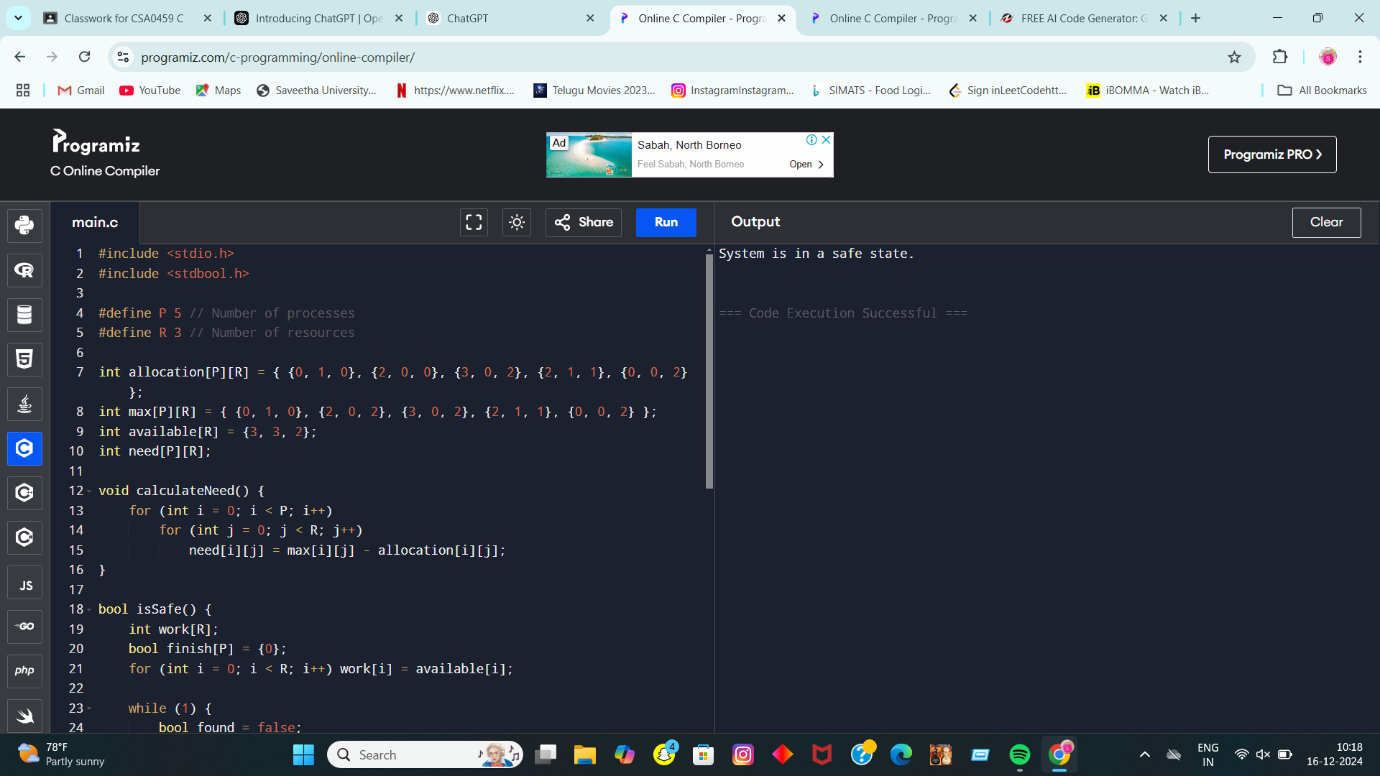 Classwork for CSA0459 C
Introducing ChatGPT | Ope
ChatGPT
Online C Compiler - Progra
Online C Compiler - Progra
FREE AI Code Generator: G
programiz.com/c-programming/online-compiler/
Gmail
YouTube
Maps
Saveetha University...
https://www.netflix....
Telugu Movies 2023...
InstagramInstagram...
SIMATS - Food Logi...
Sign inLeetCodehtt...
iBOMMA - Watch iB...
All Bookmarks
Programiz
C Online Compiler
Ad
Sabah, North Borneo
Feel Sabah, North Borneo
Open
Programiz PRO
main.c
Share
Run
Output
Clear
1 #include <stdio.h>
2 #include <stdbool.h>
3
4 #define P 5 // Number of processes
5 #define R 3 // Number of resources
6
7 int allocation[P][R] = { {0, 1, 0}, {2, 0, 0}, {3, 0, 2}, {2, 1, 1}, {0, 0, 2}
};
8 int max[P][R] = { {0, 1, 0}, {2, 0, 2}, {3, 0, 2}, {2, 1, 1}, {0, 0, 2} };
9 int available[R] = {3, 3, 2};
10 int need[P][R];
11
12 void calculateNeed() {
13 for (int i = 0; i < P; i++)
14 for (int j = 0; j < R; j++)
15 need[i][j] = max[i][j] - allocation[i][j];
16 }
17
18 bool isSafe() {
19 int work[R];
20 bool finish[P] = {0};
21 for (int i = 0; i < R; i++) work[i] = available[i];
22
23 while (1) {
24 bool found = false;
System is in a safe state.
=== Code Execution Successful ===
JS
GO
php
78°F
Partly sunny
Search
4
ENG
IN
10:18
16-12-2024